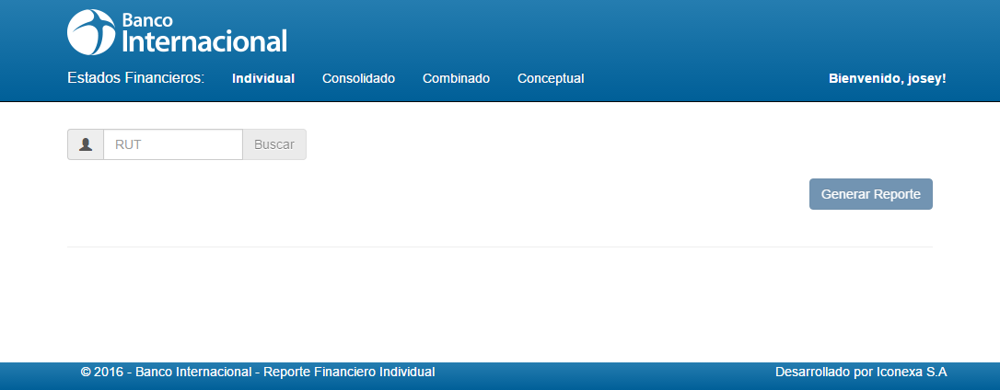 Banco
Internacional
Estados Financieros: Individual Consolidado Combinado Conceptual Bienvenido, josey!
RUT Buscar
Generar Reporte
© 2016 - Banco Internacional - Reporte Financiero Individual Desarrollado por Iconexa S.A